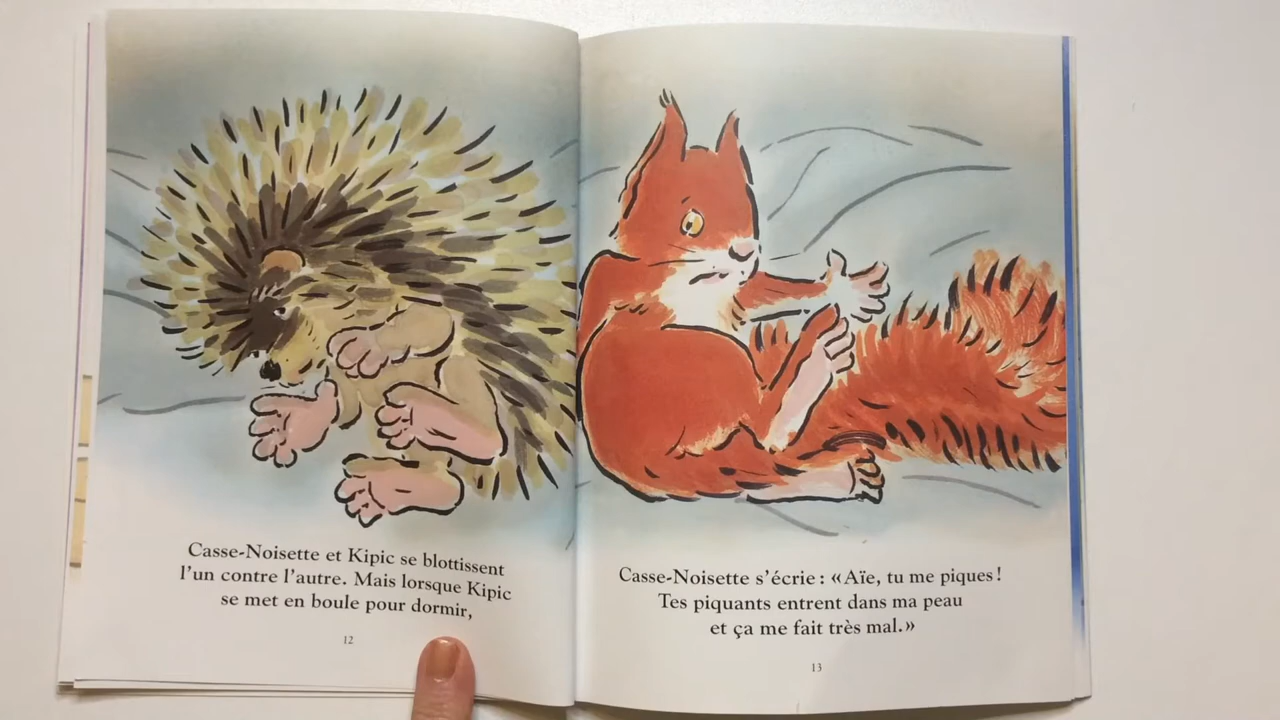 Casse-Noisette et Kipic se blottissent
l'un contre l'autre. Mais lorsque Kipic
se met en boule pour dormir,
12
Casse-Noisette s'écrie : « Aïe, tu me piques !
Tes piquants entrent dans ma peau
et ça me fait très mal. »
13